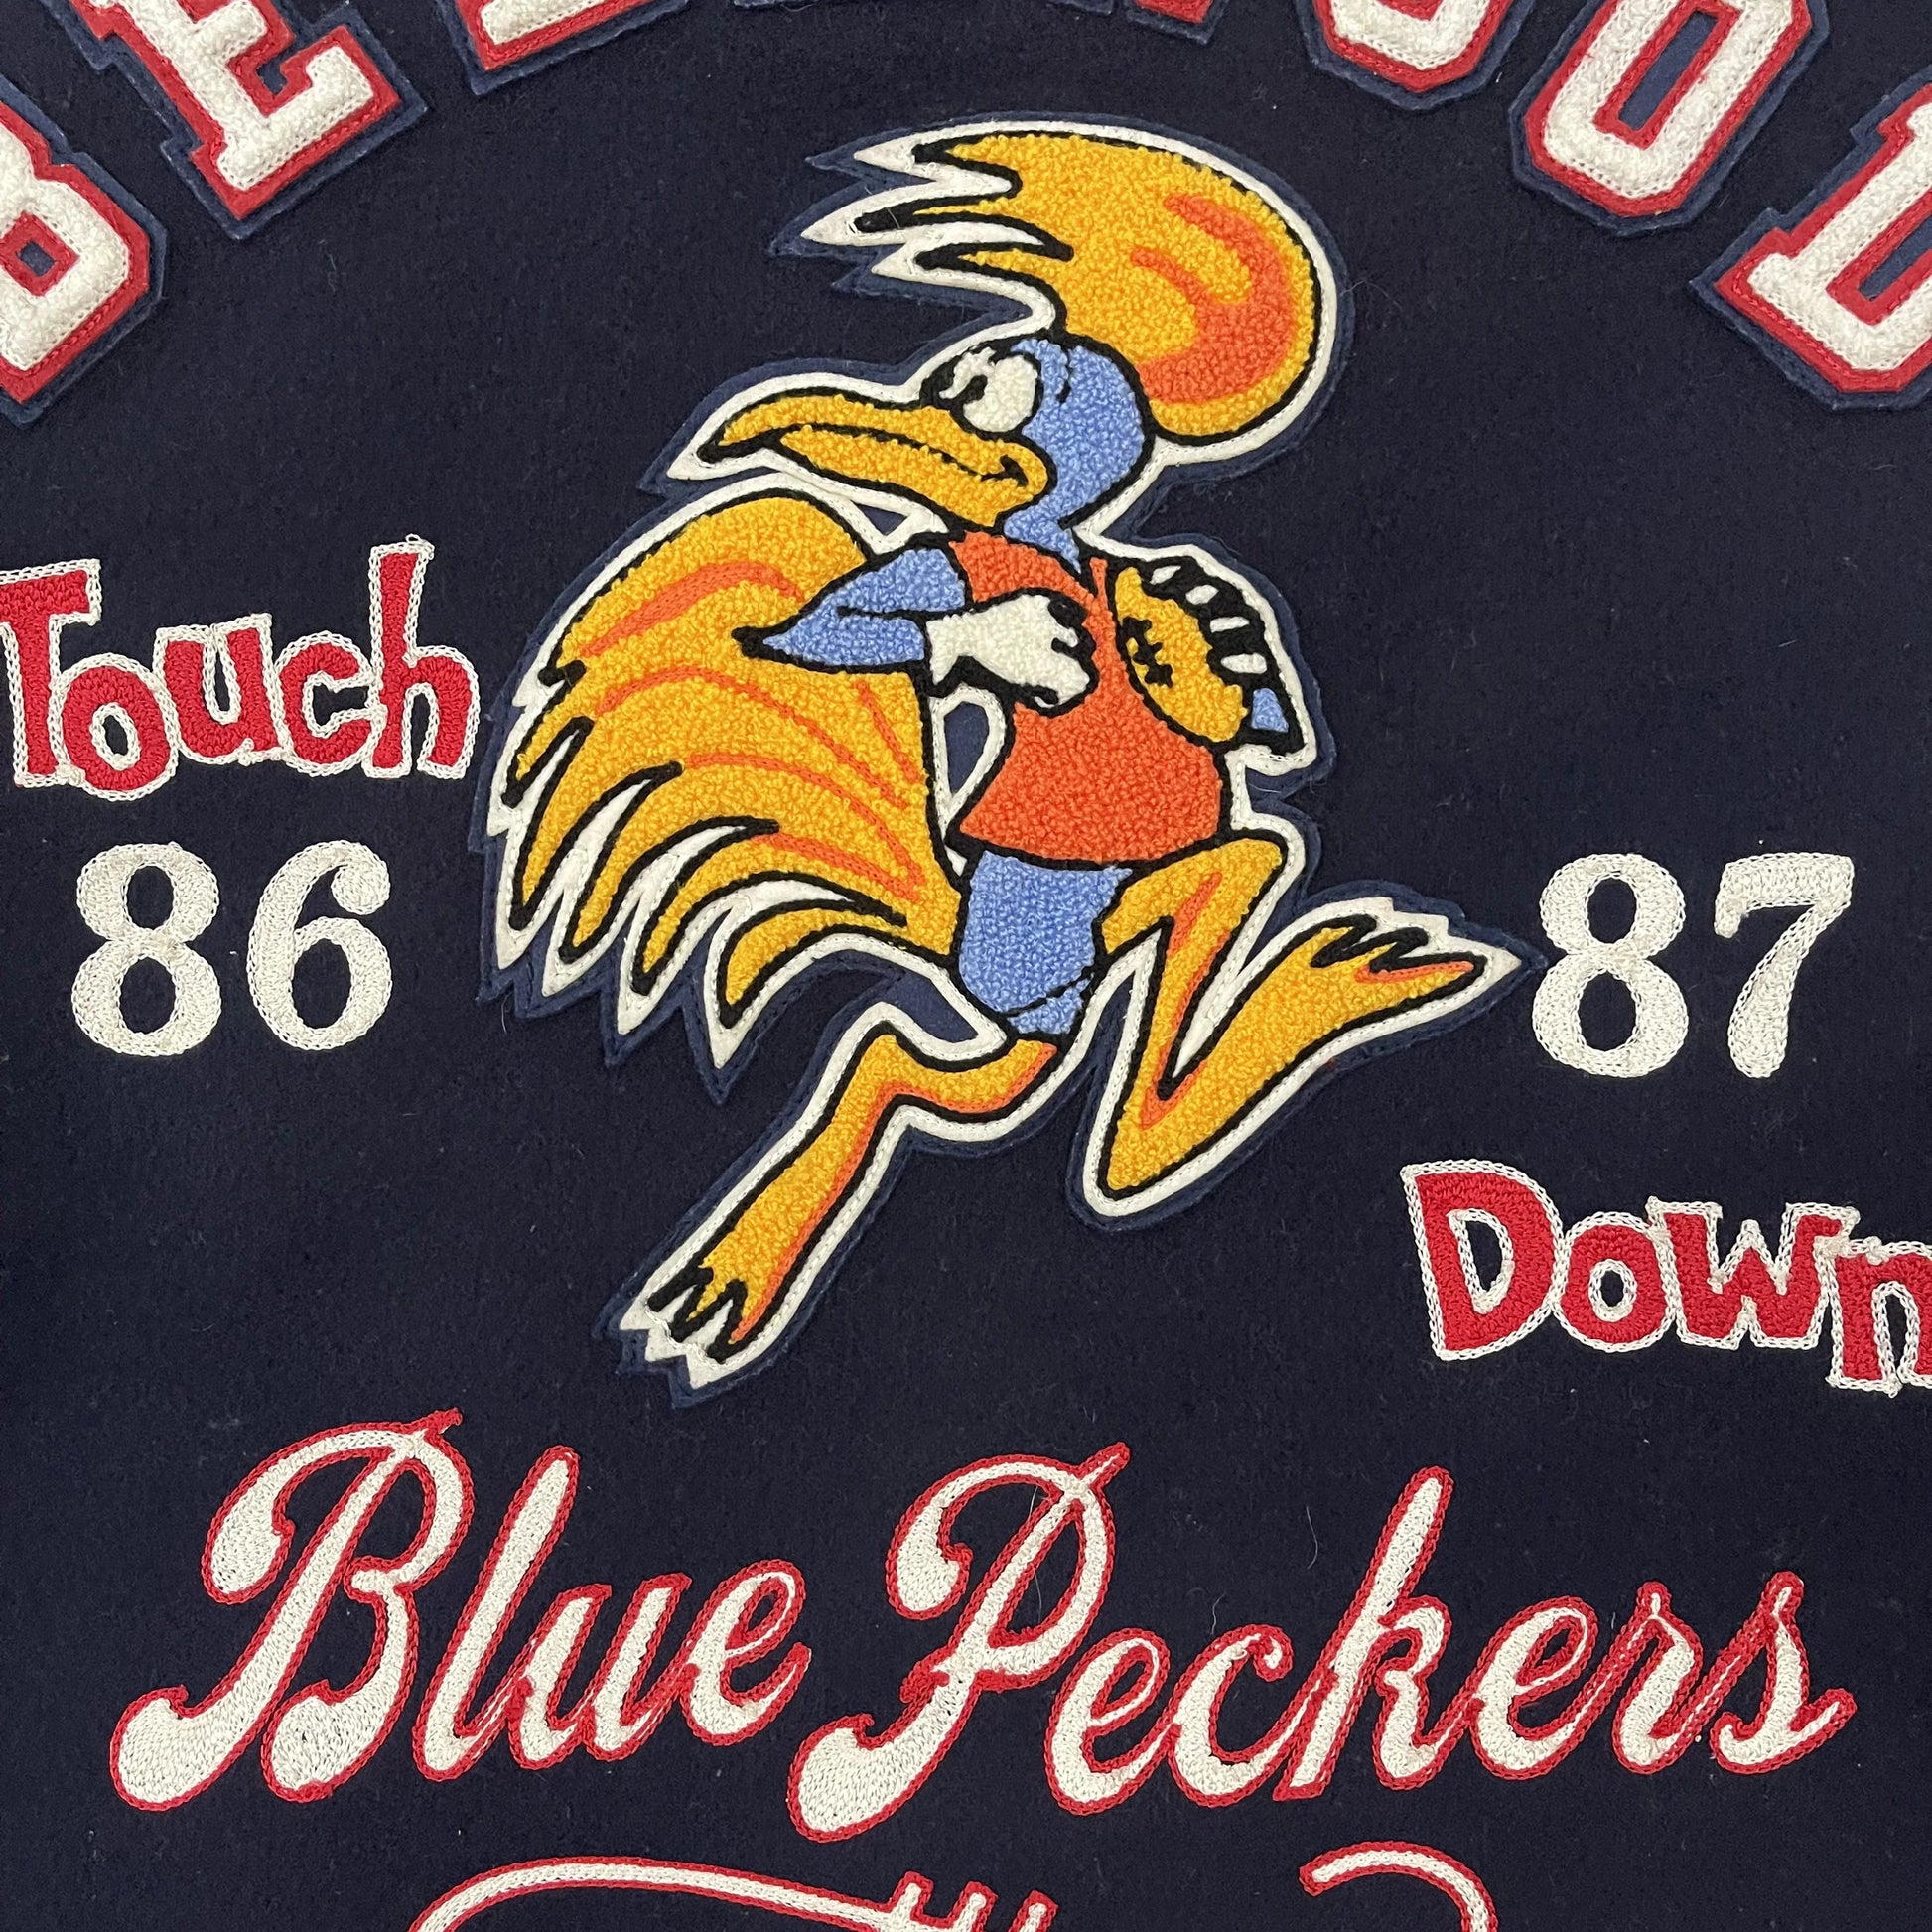 Touch
86
87
Down
Blue Peckers